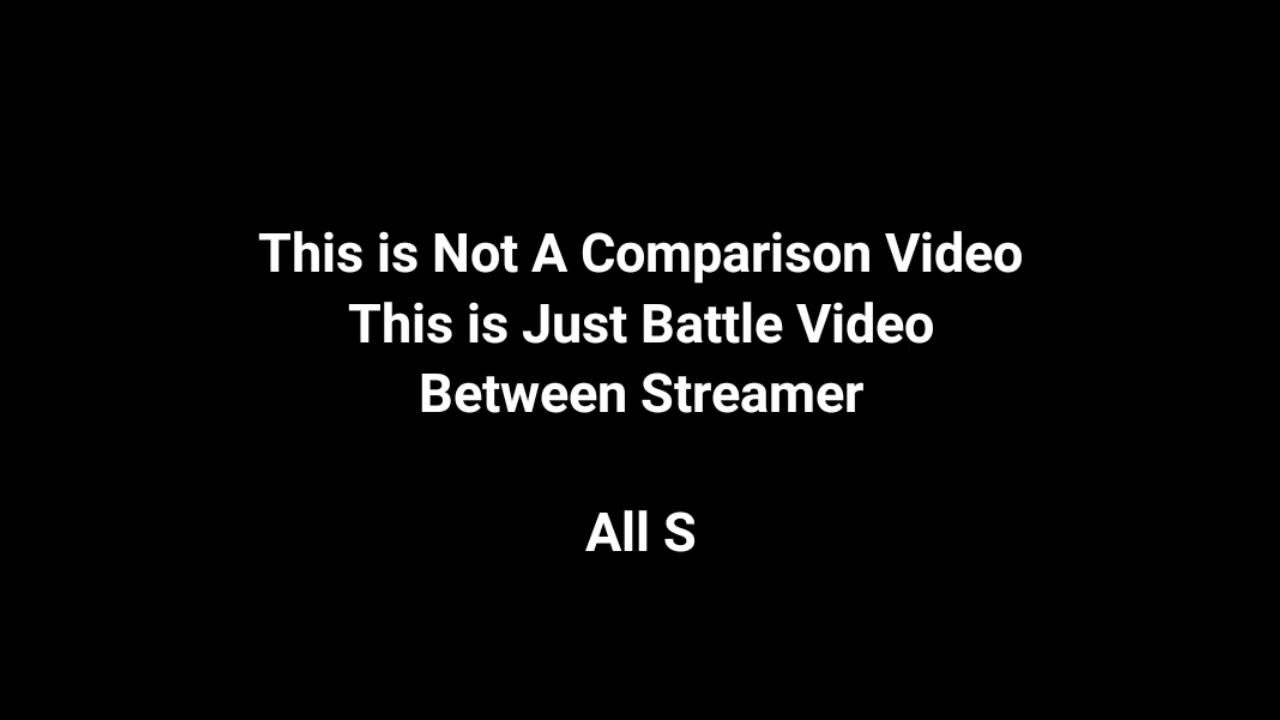 This is Not A Comparison Video
This is Just Battle Video
Between Streamer
All S